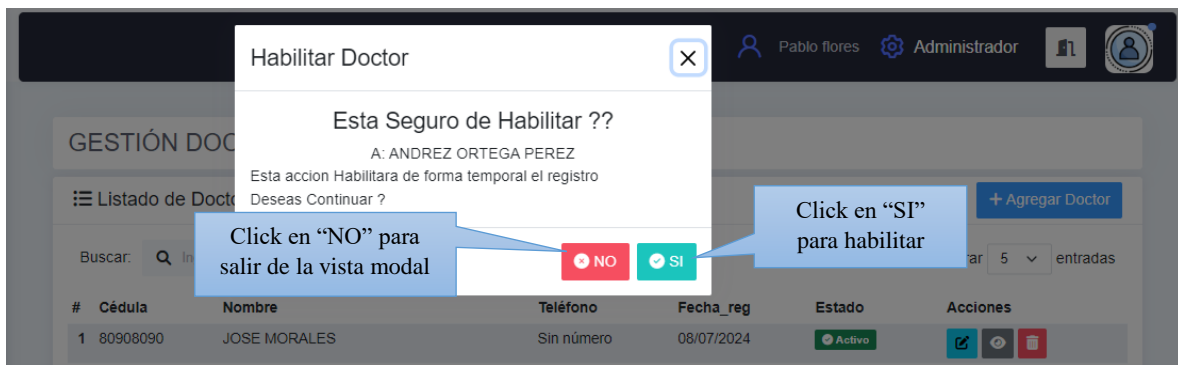 Habilitar Doctor
Pablo flores
Administrador
Esta Seguro de Habilitar ??
A: ANDREZ ORTEGA PEREZ
Esta accion Habilitara de forma temporal el registro
Deseas Continuar ?
GESTIÓN DOC
Listado de Docto
+ Agregar Doctor
Click en “NO” para
salir de la vista modal
Click en “SI”
para habilitar
NO
SI
Buscar:
5 entradas
# Cédula Nombre Teléfono Fecha_reg Estado Acciones
1 80908090 JOSE MORALES Sin número 08/07/2024 Activo